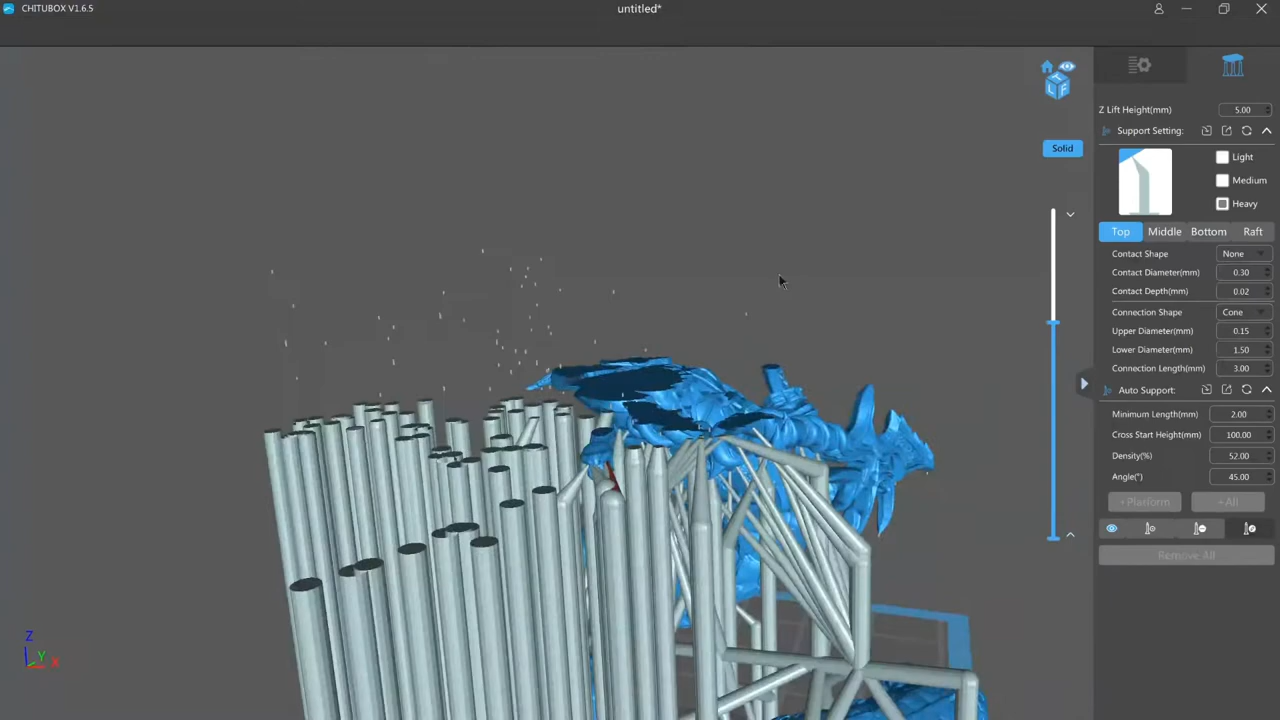 CHITUBOX V1.6.5
untitled*
Z Lift Height(mm) 5.00
Support Setting:
Solid
Light
Medium
Heavy
Top Middle Bottom Raft
Contact Shape None
Contact Diameter(mm) 0.30
Contact Depth(mm) 0.02
Connection Shape Cone
Upper Diameter(mm) 0.15
Lower Diameter(mm) 1.50
Connection Length(mm) 3.00
Auto Support:
Minimum Length(mm) 2.00
Cross Start Height(mm) 100.00
Density(%) 52.00
Angle(°) 45.00
+Platform +All
Remove All
T
L F
Z
Y
X